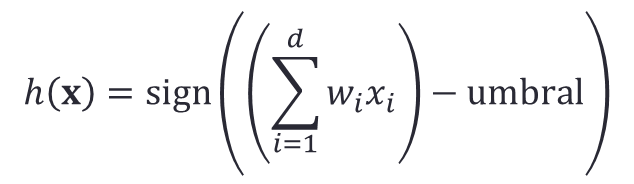 h(𝐱) = sign( ( ∑_{i=1}^{d} w_i x_i ) − umbral )